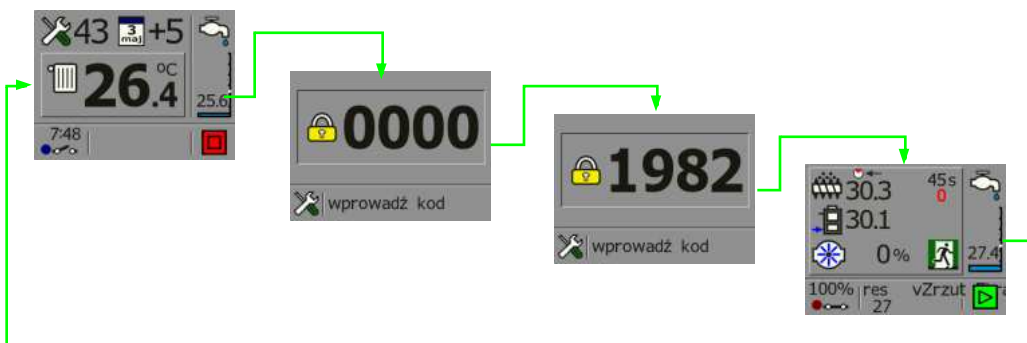 43 3 maj +5
26.4 °C
25.6
7:48
0000
wprowadź kod
1982
wprowadź kod
30.3 45s
0
30.1
0% 27.4
100% res vZrzut
27